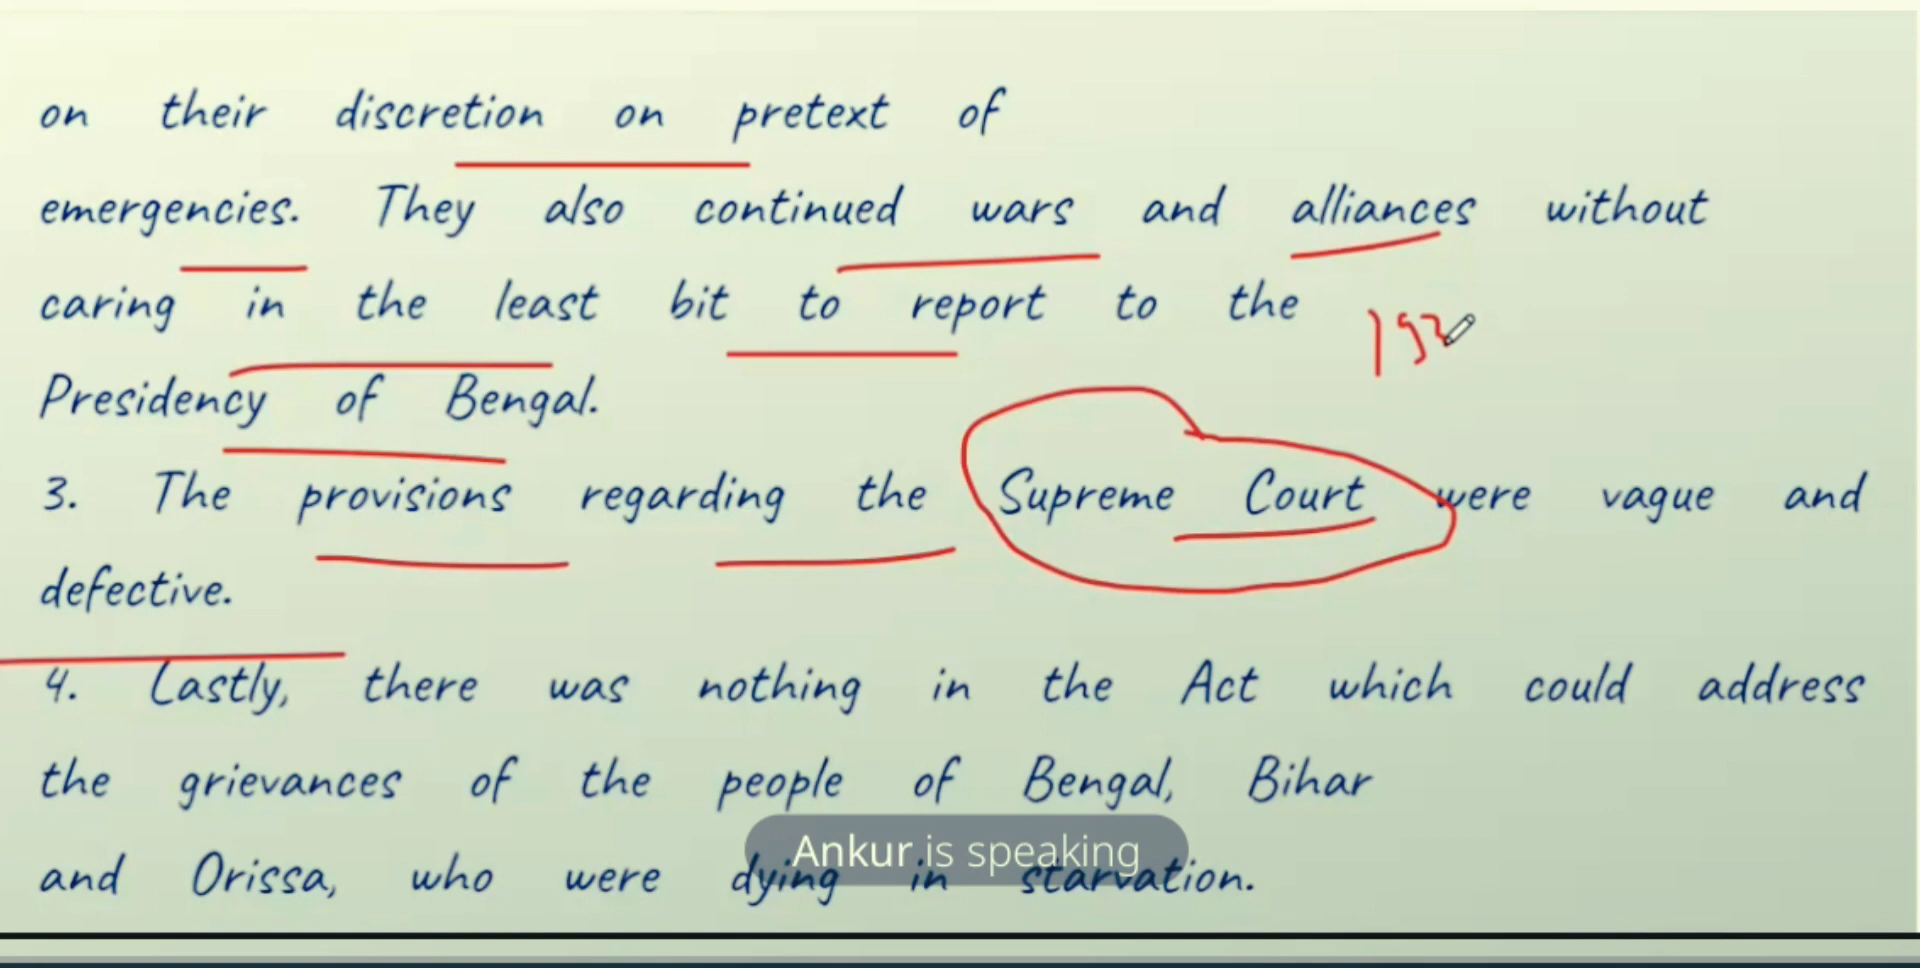 on their discretion on pretext of
emergencies. They also continued wars and alliances without
caring in the least bit to report to the
Presidency of Bengal.
3. The provisions regarding the Supreme Court were vague and
defective.
4. Lastly, there was nothing in the Act which could address
the grievances of the people of Bengal, Bihar
Ankur is speaking
and Orissa, who were dying in starvation.